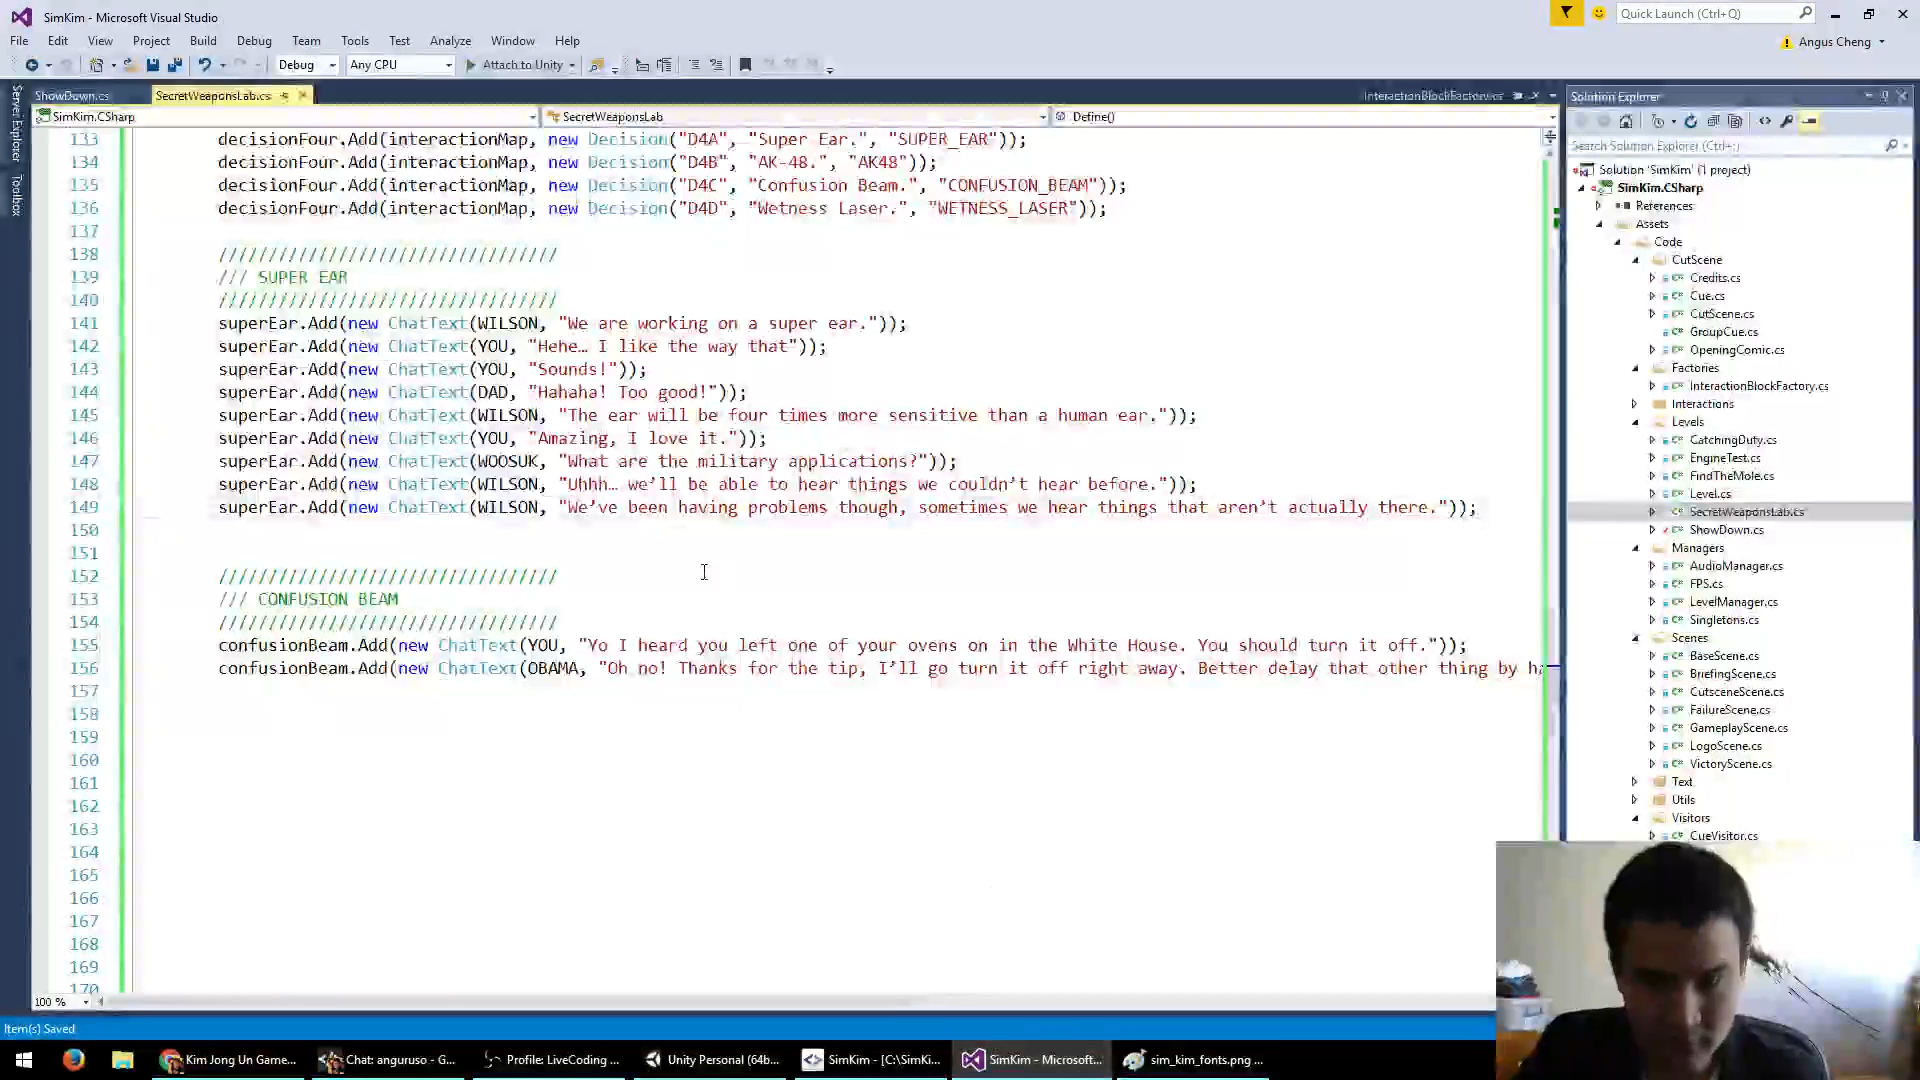 SimKim - Microsoft Visual Studio
Quick Launch (Ctrl+Q)
File Edit View Project Build Debug Team Tools Test Analyze Window Help
Angus Cheng
Debug Any CPU Attach to Unity
Server Explorer
Toolbox
ShowDown.cs SecretWeaponsLab.cs InteractionBlockFactory.cs
SimKim.CSharp SecretWeaponsLab Define()
133 decisionFour.Add(interactionMap, new Decision("D4A", "Super Ear.", "SUPER_EAR"));
134 decisionFour.Add(interactionMap, new Decision("D4B", "AK-48.", "AK48"));
135 decisionFour.Add(interactionMap, new Decision("D4C", "Confusion Beam.", "CONFUSION_BEAM"));
136 decisionFour.Add(interactionMap, new Decision("D4D", "Wetness Laser.", "WETNESS_LASER"));
137
138 //////////////////////////////////
139 /// SUPER EAR
140 //////////////////////////////////
141 superEar.Add(new ChatText(WILSON, "We are working on a super ear."));
142 superEar.Add(new ChatText(YOU, "Hehe… I like the way that"));
143 superEar.Add(new ChatText(YOU, "Sounds!"));
144 superEar.Add(new ChatText(DAD, "Hahaha! Too good!"));
145 superEar.Add(new ChatText(WILSON, "The ear will be four times more sensitive than a human ear."));
146 superEar.Add(new ChatText(YOU, "Amazing, I love it."));
147 superEar.Add(new ChatText(WOOSUK, "What are the military applications?"));
148 superEar.Add(new ChatText(WILSON, "Uhhh… we’ll be able to hear things we couldn’t hear before."));
149 superEar.Add(new ChatText(WILSON, "We’ve been having problems though, sometimes we hear things that aren’t actually there."));
150
151
152 //////////////////////////////////
153 /// CONFUSION BEAM
154 //////////////////////////////////
155 confusionBeam.Add(new ChatText(YOU, "Yo I heard you left one of your ovens on in the White House. You should turn it off."));
156 confusionBeam.Add(new ChatText(OBAMA, "Oh no! Thanks for the tip, I’ll go turn it off right away. Better delay that other thing by
157
158
159
160
161
162
163
164
165
166
167
168
169
170
100 %
Solution Explorer
Search Solution Explorer (Ctrl+;)
Solution 'SimKim' (1 project)
SimKim.CSharp
References
Assets
Code
CutScene
Credits.cs
Cue.cs
CutScene.cs
GroupCue.cs
OpeningComic.cs
Factories
InteractionBlockFactory.cs
Interactions
Levels
CatchingDuty.cs
EngineTest.cs
FindTheMole.cs
Level.cs
SecretWeaponsLab.cs
ShowDown.cs
Managers
AudioManager.cs
FPS.cs
LevelManager.cs
Singletons.cs
Scenes
BaseScene.cs
BriefingScene.cs
CutsceneScene.cs
FailureScene.cs
GameplayScene.cs
LogoScene.cs
VictoryScene.cs
Text
Utils
Visitors
CueVisitor.cs
Item(s) Saved
Kim Jong Un Game... Chat: anguruso - G... Profile: LiveCoding ... Unity Personal (64b... SimKim - [C:\SimKi... SimKim - Microsoft... sim_kim_fonts.png ...